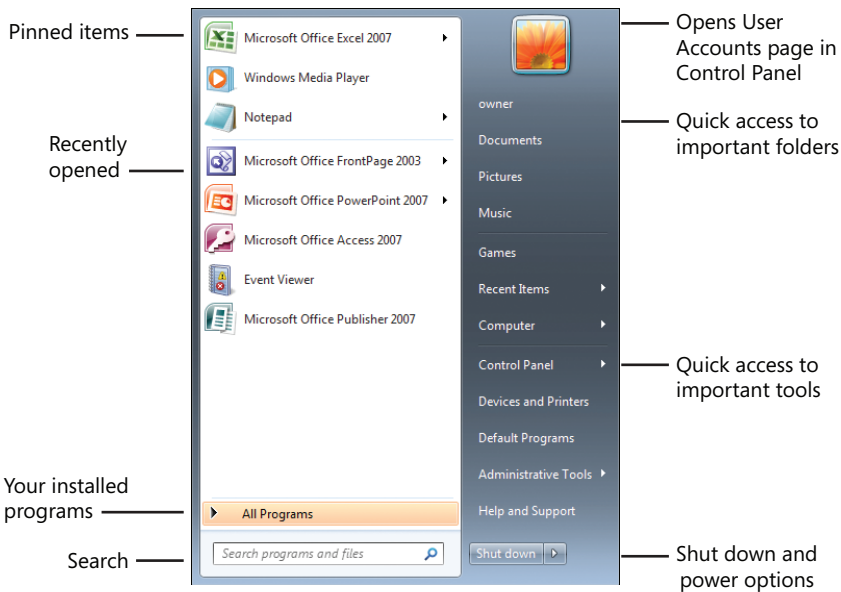 Pinned items
Recently
opened
Your installed
programs
Search
Microsoft Office Excel 2007
Windows Media Player
Notepad
Microsoft Office FrontPage 2003
Microsoft Office PowerPoint 2007
Microsoft Office Access 2007
Event Viewer
Microsoft Office Publisher 2007
All Programs
Search programs and files
owner
Documents
Pictures
Music
Games
Recent Items
Computer
Control Panel
Devices and Printers
Default Programs
Administrative Tools
Help and Support
Shut down
Opens User
Accounts page in
Control Panel
Quick access to
important folders
Quick access to
important tools
Shut down and
power options